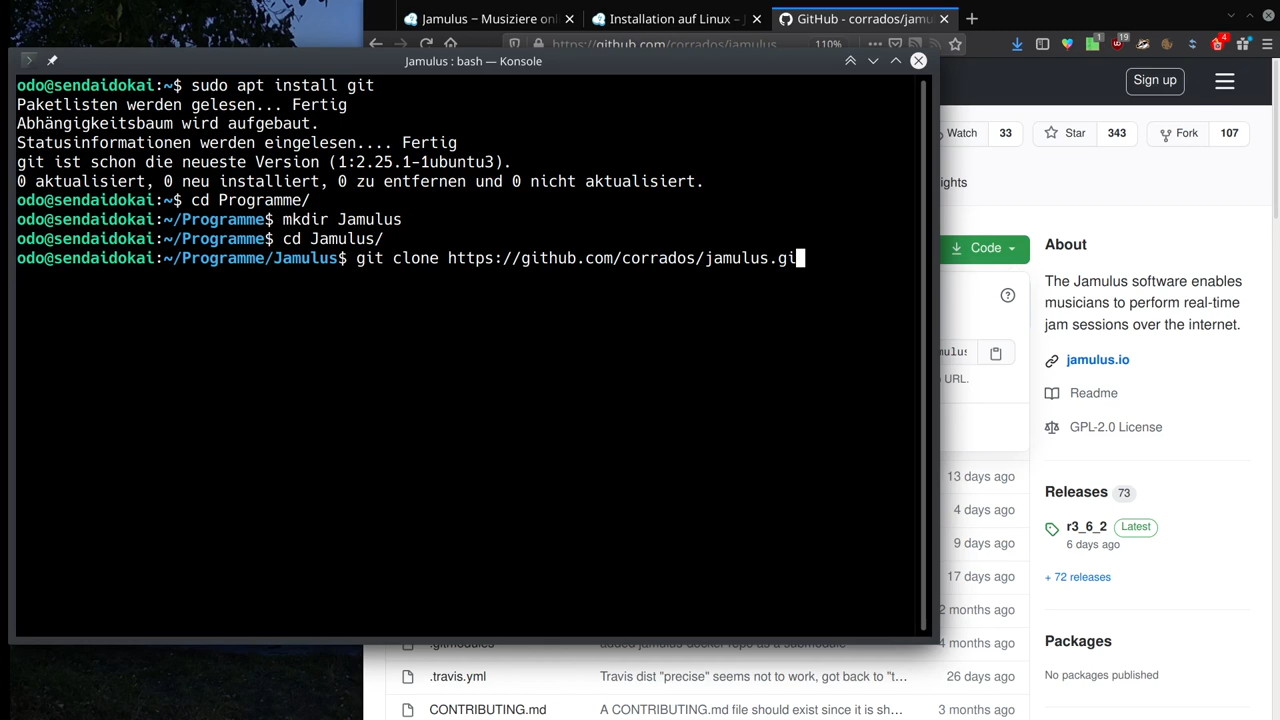 Jamulus – Musiziere onl
Installation auf Linux – J
GitHub - corrados/jamu
https://github.com/corrados/jamulus
110%
1
19
4
Jamulus : bash — Konsole
odo@sendaidokai:~$ sudo apt install git
Paketlisten werden gelesen... Fertig
Abhängigkeitsbaum wird aufgebaut.
Statusinformationen werden eingelesen.... Fertig
git ist schon die neueste Version (1:2.25.1-1ubuntu3).
0 aktualisiert, 0 neu installiert, 0 zu entfernen und 0 nicht aktualisiert.
odo@sendaidokai:~$ cd Programme/
odo@sendaidokai:~/Programme$ mkdir Jamulus
odo@sendaidokai:~/Programme$ cd Jamulus/
odo@sendaidokai:~/Programme/Jamulus$ git clone https://github.com/corrados/jamulus.gi
Sign up
Watch 33
Star 343
Fork 107
ights
Code
mulus
URL.
13 days ago
4 days ago
9 days ago
17 days ago
2 months ago
.gitmodules added jamulus docker repo as a submodule 4 months ago
.travis.yml Travis dist "precise" seems not to work, got back to "t... 26 days ago
CONTRIBUTING.md A CONTRIBUTING.md file should exist since it is sh... 3 months ago
About
The Jamulus software enables
musicians to perform real-time
jam sessions over the internet.
jamulus.io
Readme
GPL-2.0 License
Releases 73
r3_6_2 Latest
6 days ago
+ 72 releases
Packages
No packages published